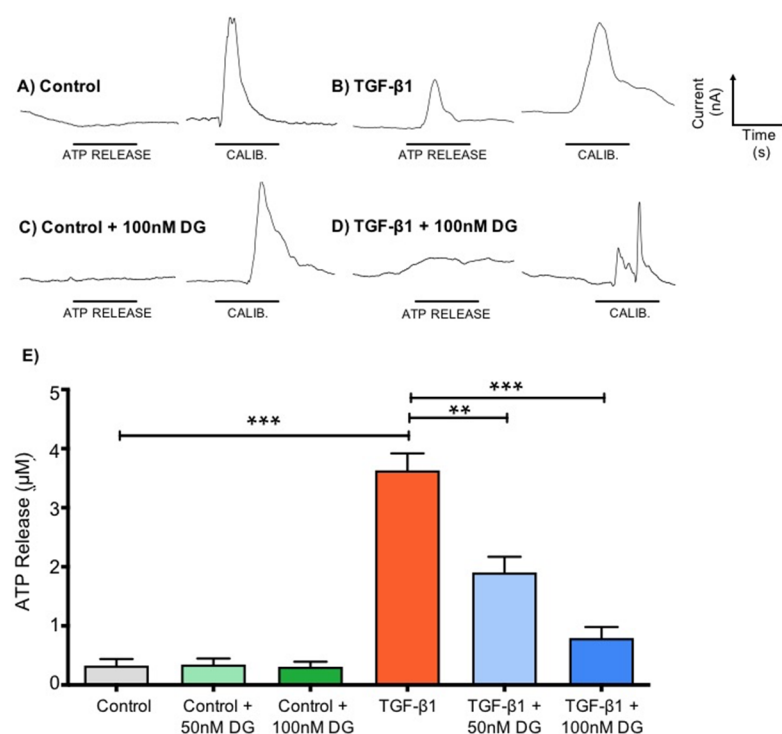 A) Control
B) TGF-β1
Current
(nA)
Time
(s)
ATP RELEASE
CALIB.
ATP RELEASE
CALIB.
C) Control + 100nM DG
D) TGF-β1 + 100nM DG
ATP RELEASE
CALIB.
ATP RELEASE
CALIB.
E)
ATP Release (μM)
5
4
3
2
1
0
***
**
***
Control
Control +
50nM DG
Control +
100nM DG
TGF-β1
TGF-β1 +
50nM DG
TGF-β1 +
100nM DG